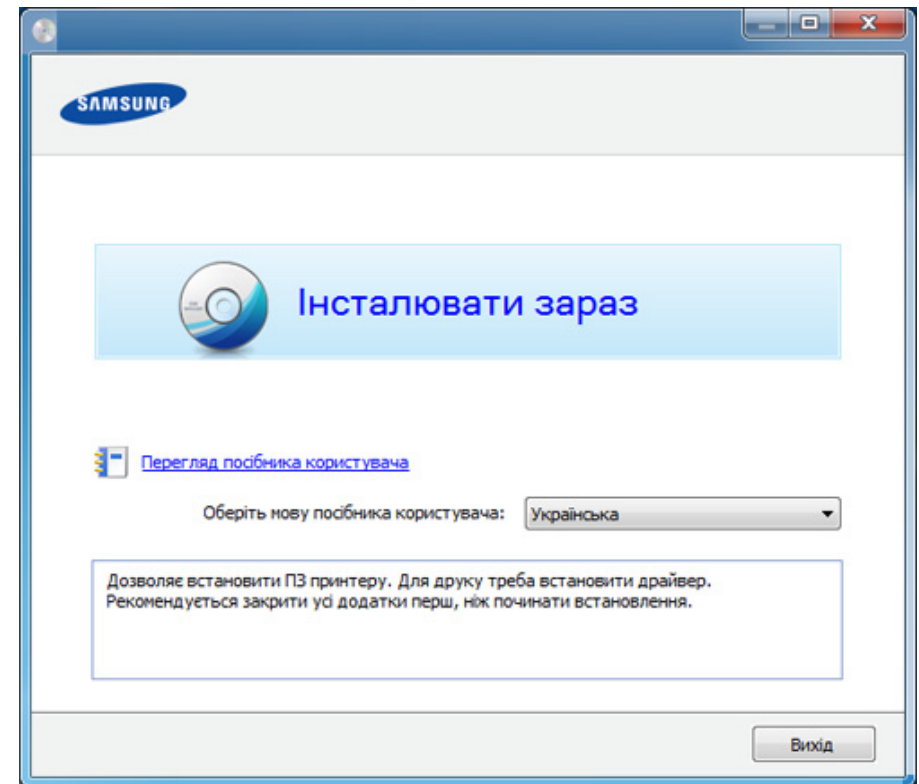 SAMSUNG
Інсталювати зараз
Перегляд посібника користувача
Оберіть мову посібника користувача: Українська
Дозволяє встановити ПЗ принтеру. Для друку треба встановити драйвер.
Рекомендується закрити усі додатки перш, ніж починати встановлення.
Вихід